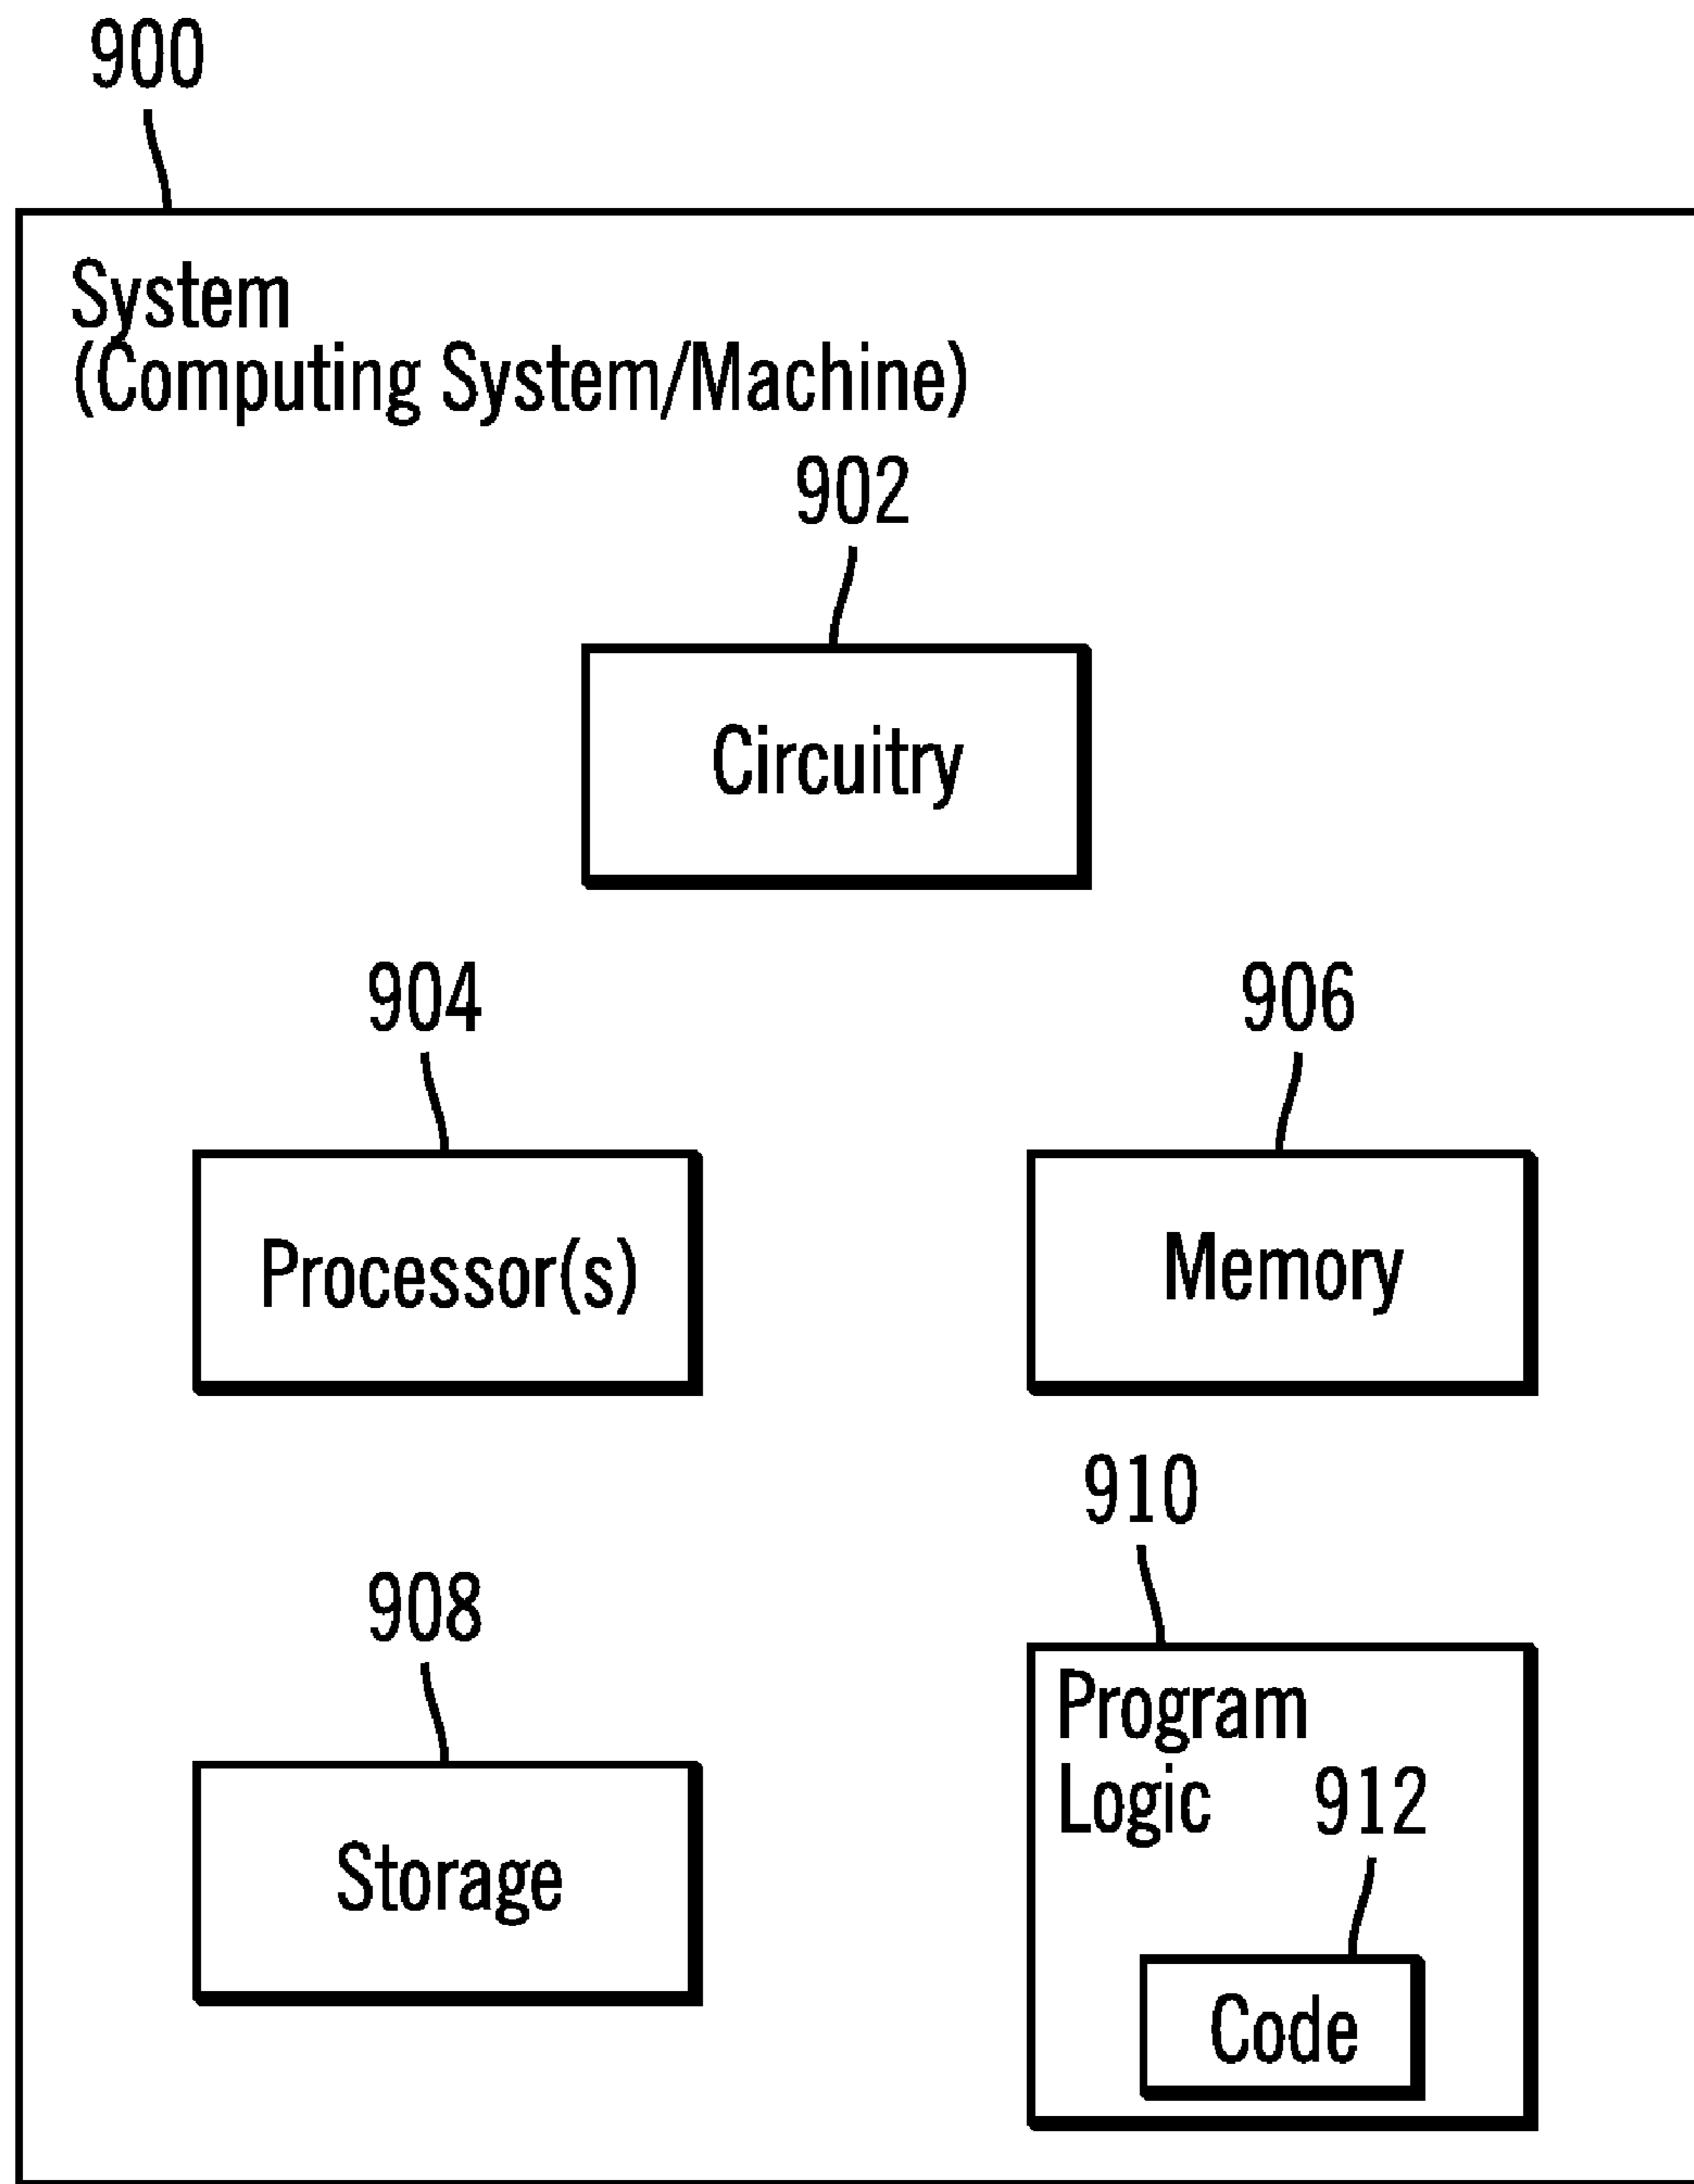 900
System
(Computing System/Machine)
902
Circuitry
904
906
Processor(s)
Memory
910
908
Program
Logic 912
Storage
Code